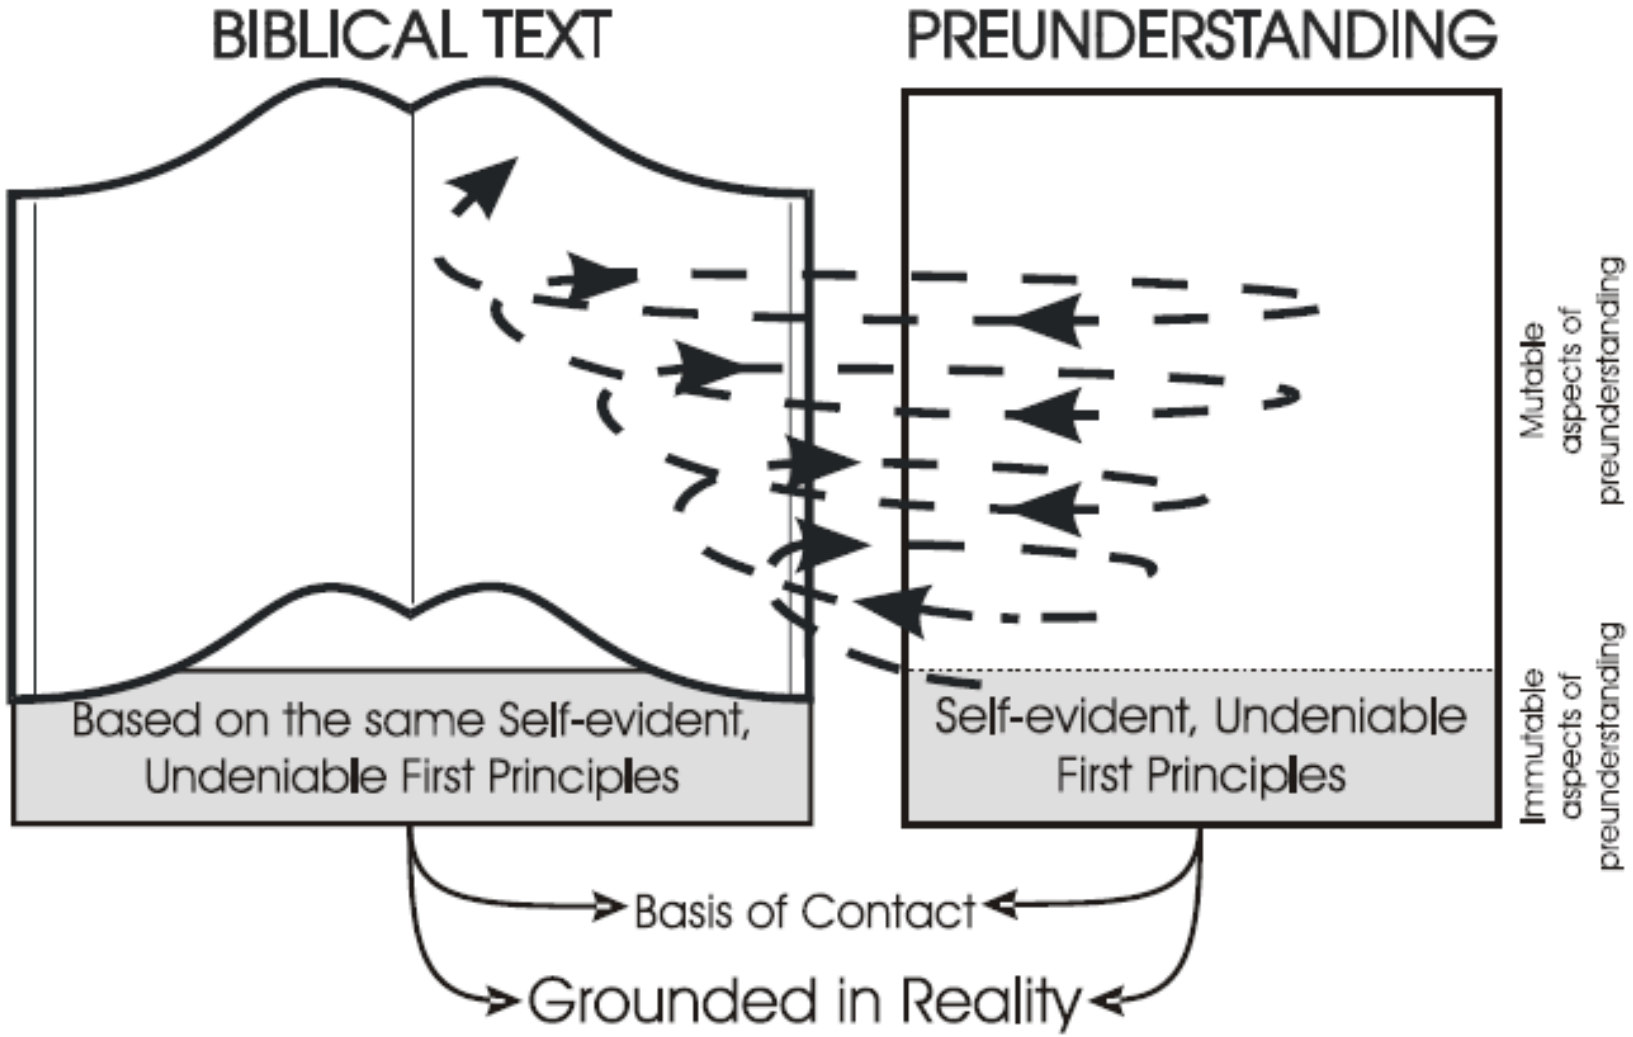 BIBLICAL TEXT
PREUNDERSTANDING
Mutable
aspects of
preunderstanding
Based on the same Self-evident,
Undeniable First Principles
Self-evident, Undeniable
First Principles
Immutable
aspects of
preunderstanding
Basis of Contact
Grounded in Reality